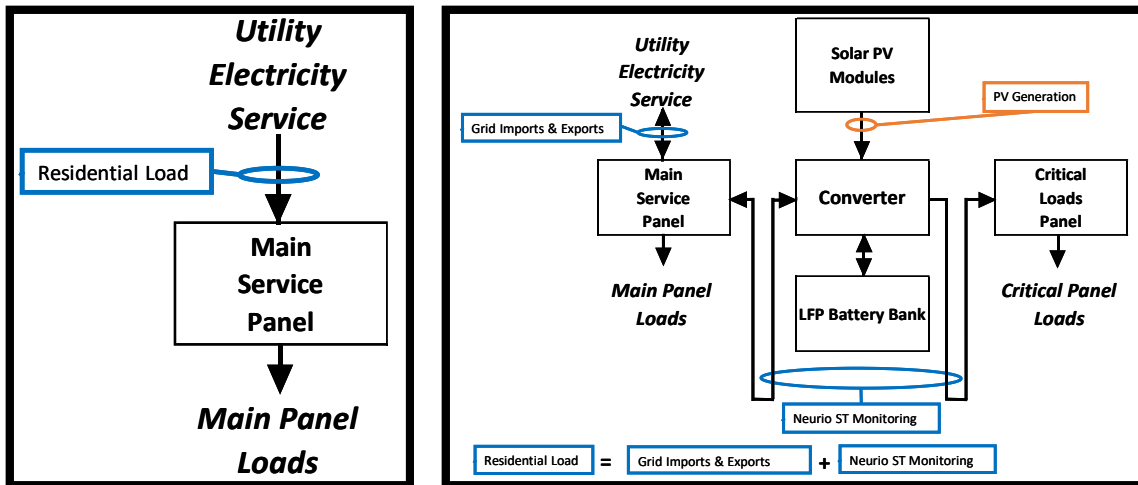 Utility
Electricity
Service
Residential Load
Main
Service
Panel
Main Panel
Loads
Utility
Electricity
Service
Solar PV
Modules
PV Generation
Grid Imports & Exports
Main
Service
Panel
Converter
Critical
Loads
Panel
Main Panel
Loads
LFP Battery Bank
Critical Panel
Loads
Neurio ST Monitoring
Residential Load = Grid Imports & Exports + Neurio ST Monitoring